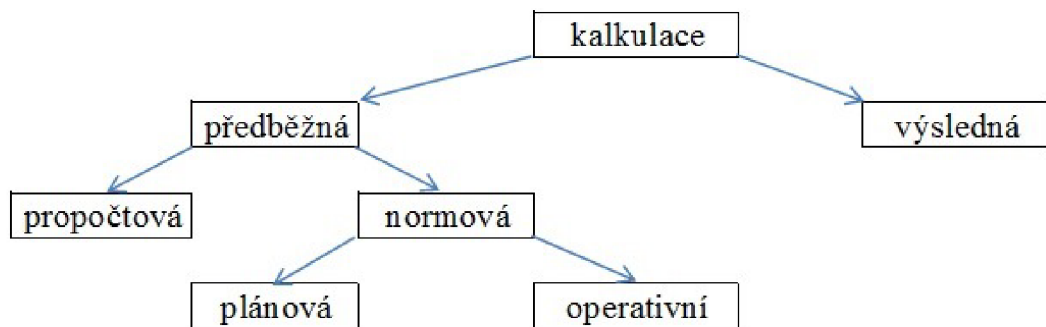 kalkulace
předběžná
výsledná
propočtová
normová
plánová
operativní